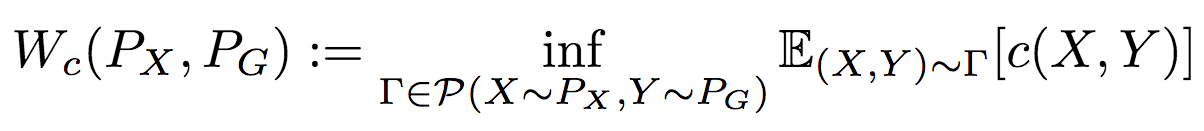 W_c(P_X, P_G) := inf_{Γ∈𝒫(X∼P_X, Y∼P_G)} 𝔼_{(X,Y)∼Γ}[c(X, Y)]